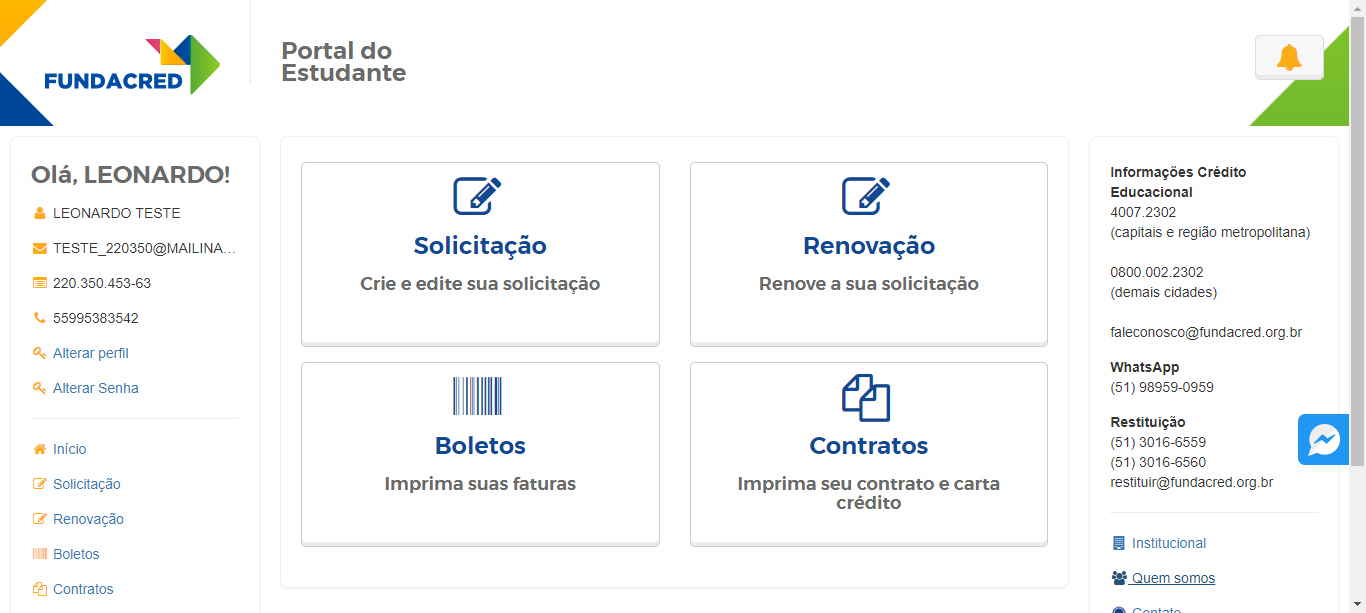 FUNDACRED
Portal do
Estudante
Olá, LEONARDO!
LEONARDO TESTE
TESTE_220350@MAILINA...
220.350.453-63
55995383542
Alterar perfil
Alterar Senha
Início
Solicitação
Renovação
Boletos
Contratos
Solicitação
Crie e edite sua solicitação
Renovação
Renove a sua solicitação
Boletos
Imprima suas faturas
Contratos
Imprima seu contrato e carta
crédito
Informações Crédito
Educacional
4007.2302
(capitais e região metropolitana)
0800.002.2302
(demais cidades)
faleconosco@fundacred.org.br
WhatsApp
(51) 98959-0959
Restituição
(51) 3016-6559
(51) 3016-6560
restituir@fundacred.org.br
Institucional
Quem somos
Contato